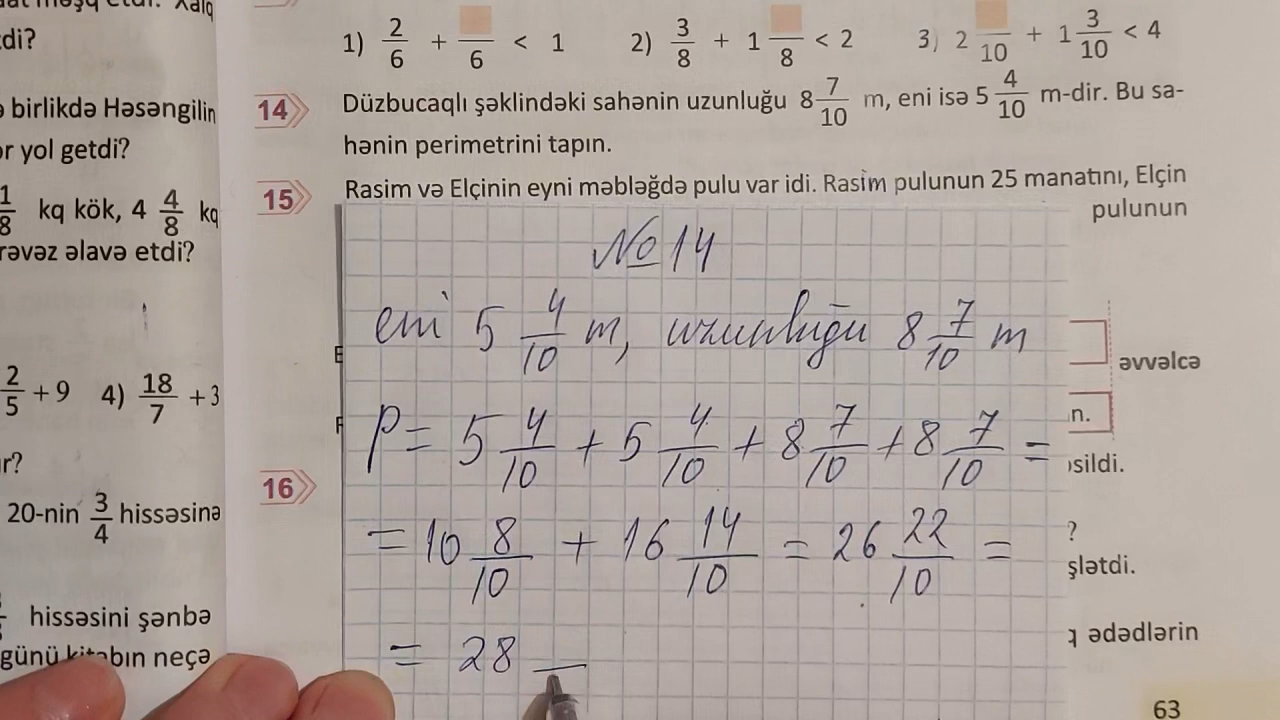 di?
birlikdə Həsəngilin
yol getdi?
1/8 kq kök, 4 4/8 kq
əlavə etdi?
2/5 + 9 4) 18/7 + 3
20-nin 3/4 hissəsinə
hissəsini şənbə
günü kitabın neçə
1) 2/6 + /6 < 1 2) 3/8 + 1 /8 < 2 3) 2 /10 + 1 3/10 < 4
14 Düzbucaqlı şəklindəki sahənin uzunluğu 8 7/10 m, eni isə 5 4/10 m-dir. Bu sa-
hənin perimetrini tapın.
15 Rasim və Elçinin eyni məbləğdə pulu var idi. Rasim pulunun 25 manatını, Elçin
pulunun
№ 14
eni 5 4/10 m, uzunluğu 8 7/10 m
P = 5 4/10 + 5 4/10 + 8 7/10 + 8 7/10 =
= 10 8/10 + 16 14/10 = 26 22/10 =
= 28
əvvəlcə
n.
16
?
ədədlərin
63